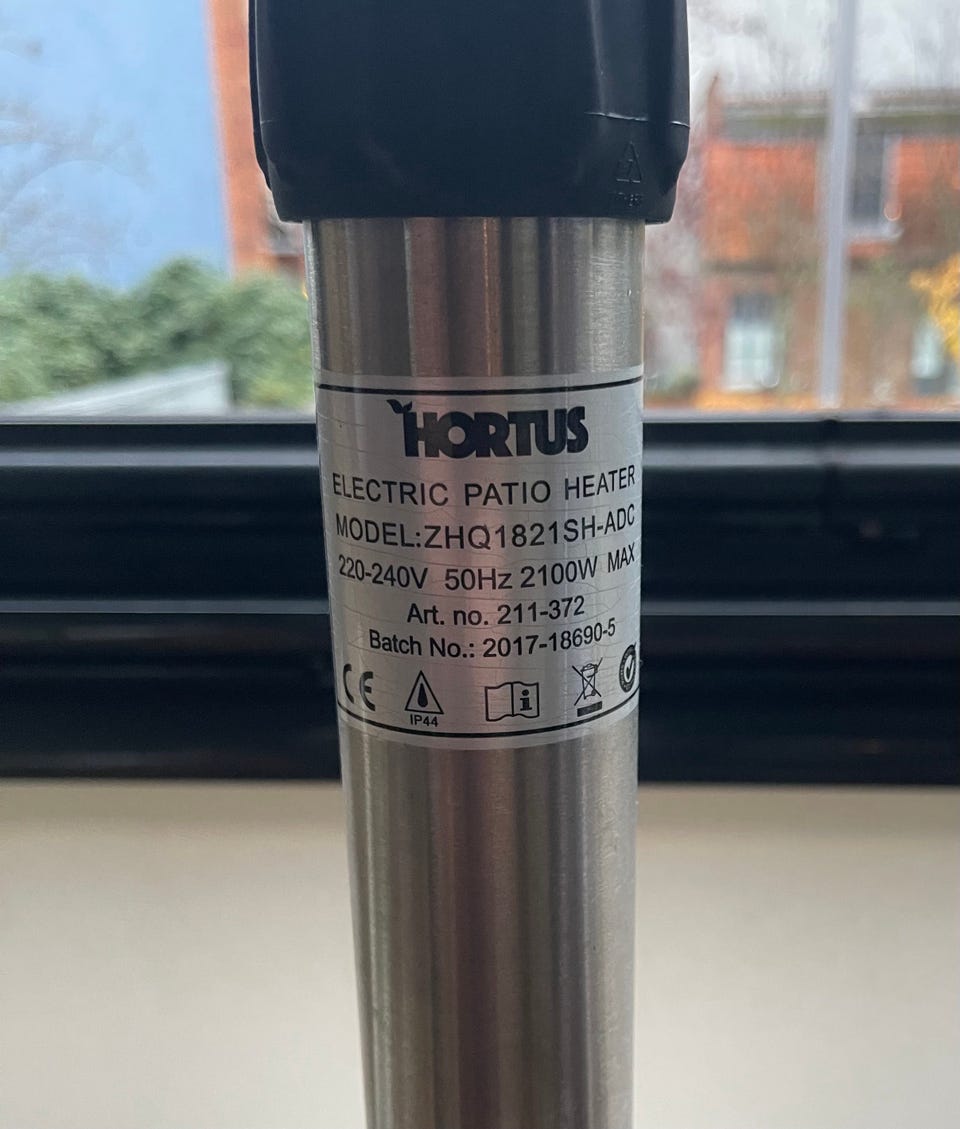 HORTUS
ELECTRIC PATIO HEATER
MODEL:ZHQ1821SH-ADC
220-240V 50Hz 2100W MAX
Art. no. 211-372
Batch No.: 2017-18690-5
CE
IP44